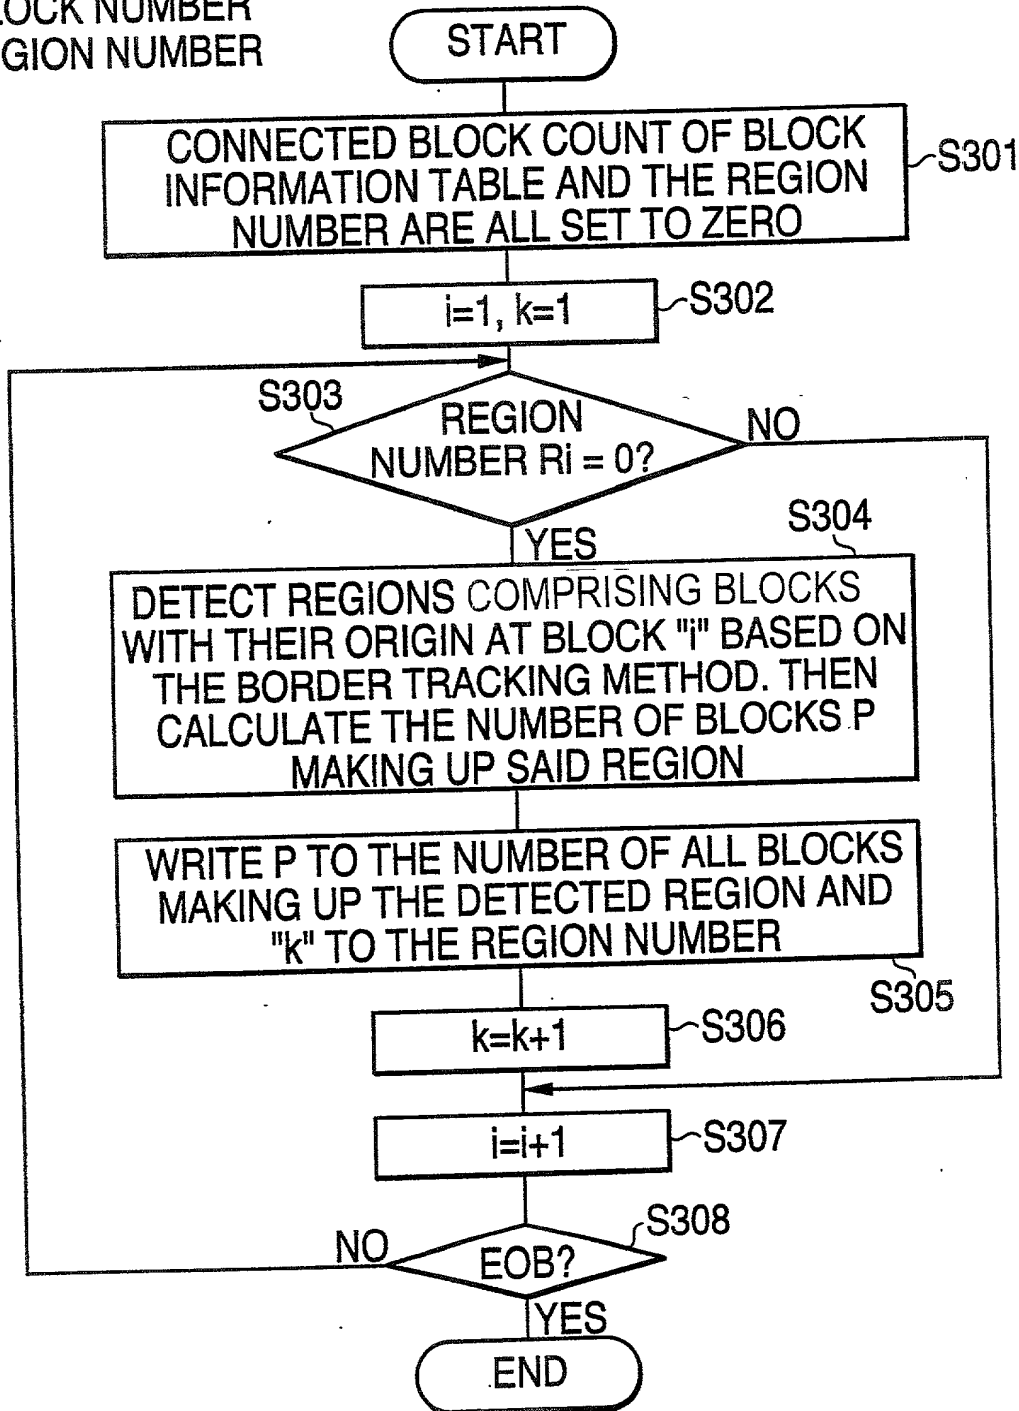 NUMBER
NUMBER
START
CONNECTED BLOCK COUNT OF BLOCK
INFORMATION TABLE AND THE REGION
NUMBER ARE ALL SET TO ZERO
S301
i=1, k=1
S302
S303
REGION
NUMBER Ri = 0?
NO
YES
S304
DETECT REGIONS COMPRISING BLOCKS
WITH THEIR ORIGIN AT BLOCK "i" BASED ON
THE BORDER TRACKING METHOD. THEN
CALCULATE THE NUMBER OF BLOCKS P
MAKING UP SAID REGION
WRITE P TO THE NUMBER OF ALL BLOCKS
MAKING UP THE DETECTED REGION AND
"k" TO THE REGION NUMBER
S305
k=k+1
S306
i=i+1
S307
NO
EOB?
S308
YES
END